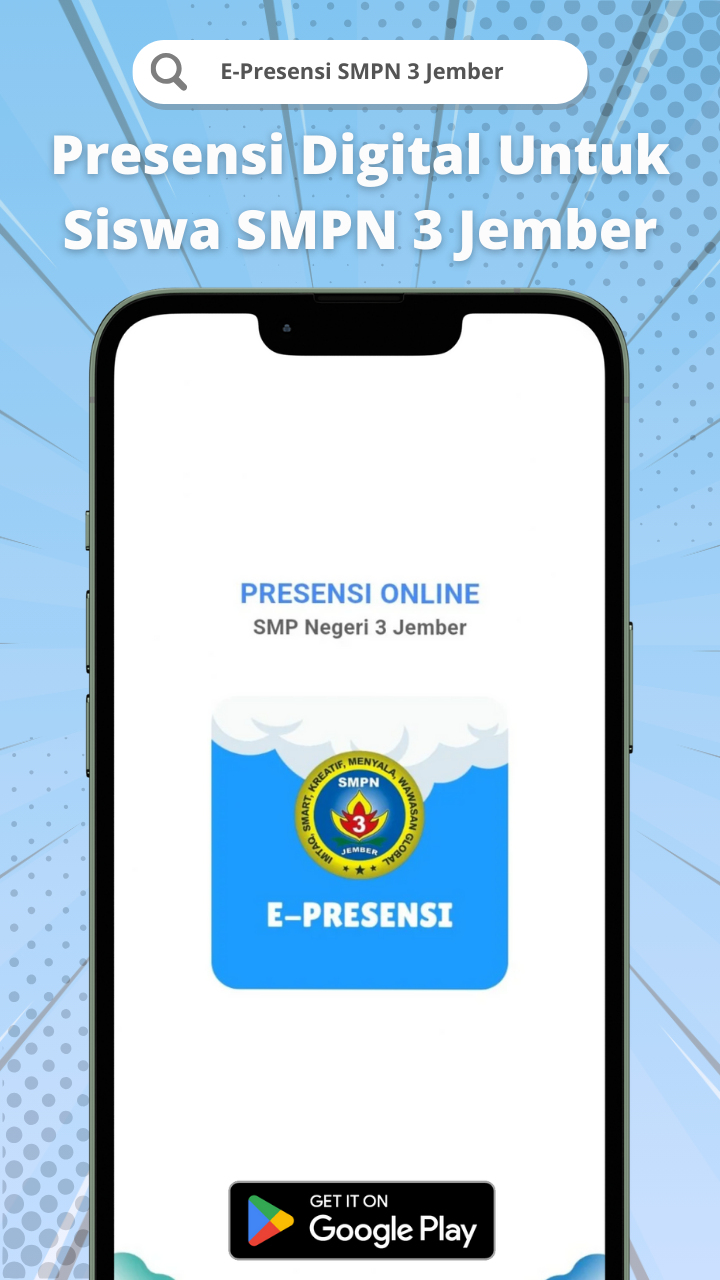 E-Presensi SMPN 3 Jember
Presensi Digital Untuk
Siswa SMPN 3 Jember
PRESENSI ONLINE
SMP Negeri 3 Jember
IMTAQ, SMART, KREATIF, MENYALA, WAWASAN GLOBAL
SMPN
3
JEMBER
E-PRESENSI
GET IT ON
Google Play